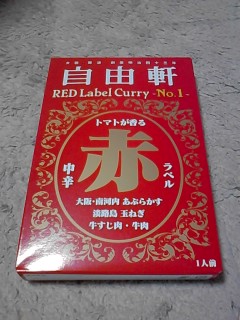 自由軒
RED Label Curry -No.1-
トマトが香る
赤
中辛
ラベル
大阪・南河内 あぶらかす
淡路島 玉ねぎ
牛すじ肉・牛肉
1人前